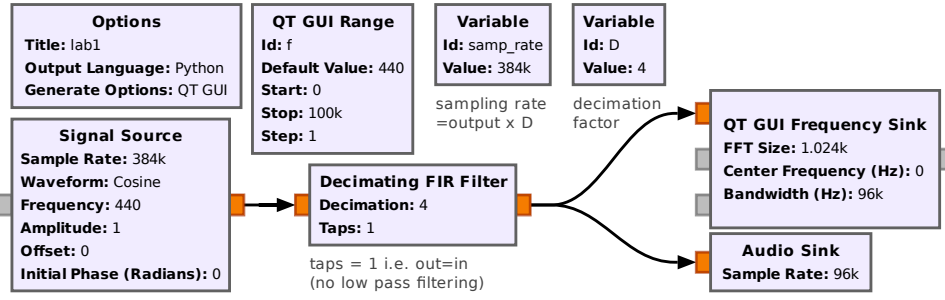 Options
Title: lab1
Output Language: Python
Generate Options: QT GUI
QT GUI Range
Id: f
Default Value: 440
Start: 0
Stop: 100k
Step: 1
Variable
Id: samp_rate
Value: 384k
sampling rate
=output x D
Variable
Id: D
Value: 4
decimation
factor
Signal Source
Sample Rate: 384k
Waveform: Cosine
Frequency: 440
Amplitude: 1
Offset: 0
Initial Phase (Radians): 0
Decimating FIR Filter
Decimation: 4
Taps: 1
taps = 1 i.e. out=in
(no low pass filtering)
QT GUI Frequency Sink
FFT Size: 1.024k
Center Frequency (Hz): 0
Bandwidth (Hz): 96k
Audio Sink
Sample Rate: 96k